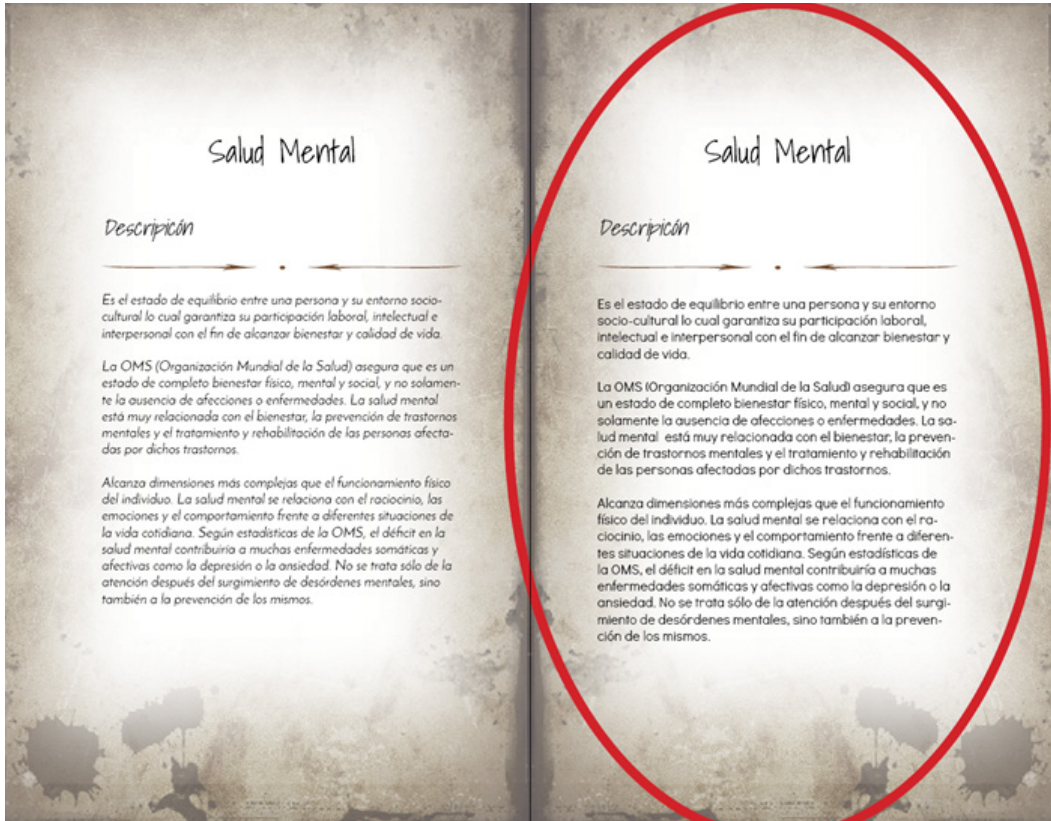 Salud Mental
Descripicón
Es el estado de equilibrio entre una persona y su entorno socio-
cultural lo cual garantiza su participación laboral, intelectual e
interpersonal con el fin de alcanzar bienestar y calidad de vida.
La OMS (Organización Mundial de la Salud) asegura que es un
estado de completo bienestar físico, mental y social, y no solamen-
te la ausencia de afecciones o enfermedades. La salud mental
está muy relacionada con el bienestar, la prevención de trastornos
mentales y el tratamiento y rehabilitación de las personas afecta-
das por dichos trastornos.
Alcanza dimensiones más complejas que el funcionamiento físico
del individuo. La salud mental se relaciona con el raciocinio, las
emociones y el comportamiento frente a diferentes situaciones de
la vida cotidiana. Según estadísticas de la OMS, el déficit en la
salud mental contribuiría a muchas enfermedades somáticas y
afectivas como la depresión o la ansiedad. No se trata sólo de la
atención después del surgimiento de desórdenes mentales, sino
también a la prevención de los mismos.
Salud Mental
Descripicón
Es el estado de equilibrio entre una persona y su entorno
socio-cultural lo cual garantiza su participación laboral,
intelectual e interpersonal con el fin de alcanzar bienestar y
calidad de vida.
La OMS (Organización Mundial de la Salud) asegura que es
un estado de completo bienestar físico, mental y social, y no
solamente la ausencia de afecciones o enfermedades. La sa-
lud mental está muy relacionada con el bienestar, la preven-
ción de trastornos mentales y el tratamiento y rehabilitación
de las personas afectadas por dichos trastornos.
Alcanza dimensiones más complejas que el funcionamiento
físico del individuo. La salud mental se relaciona con el ra-
ciocinio, las emociones y el comportamiento frente a diferen-
tes situaciones de la vida cotidiana. Según estadísticas de
la OMS, el déficit en la salud mental contribuiría a muchas
enfermedades somáticas y afectivas como la depresión o la
ansiedad. No se trata sólo de la atención después del surgi-
miento de desórdenes mentales, sino también a la preven-
ción de los mismos.